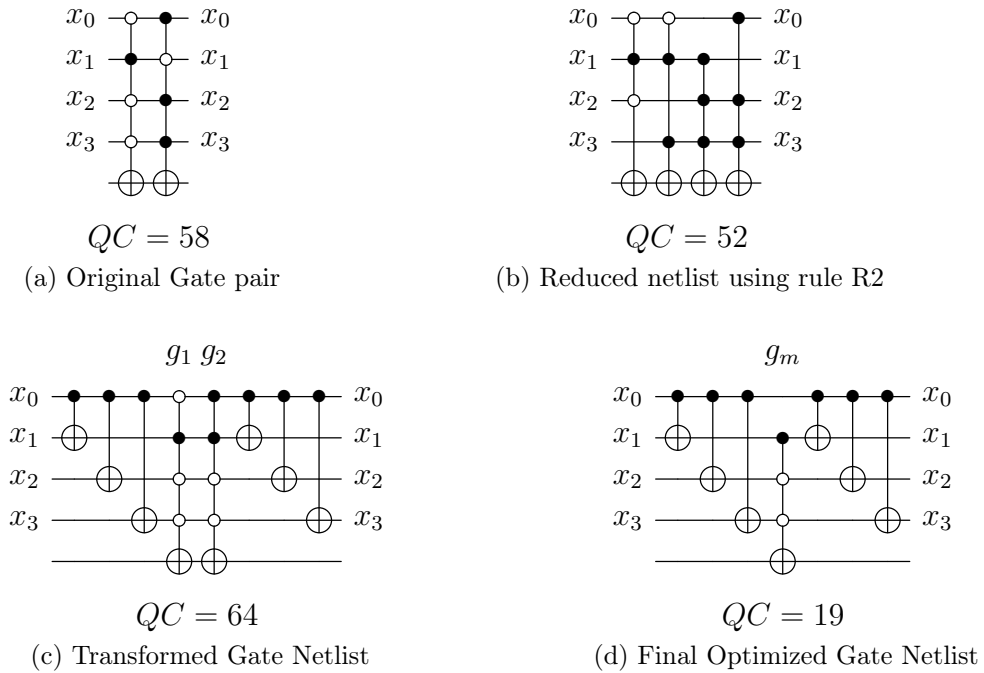 x₀ x₀ x₀ x₀
x₁ x₁ x₁ x₁
x₂ x₂ x₂ x₂
x₃ x₃ x₃ x₃
QC = 58 QC = 52
(a) Original Gate pair (b) Reduced netlist using rule R2
g₁ g₂ gₘ
x₀ x₀ x₀ x₀
x₁ x₁ x₁ x₁
x₂ x₂ x₂ x₂
x₃ x₃ x₃ x₃
QC = 64 QC = 19
(c) Transformed Gate Netlist (d) Final Optimized Gate Netlist